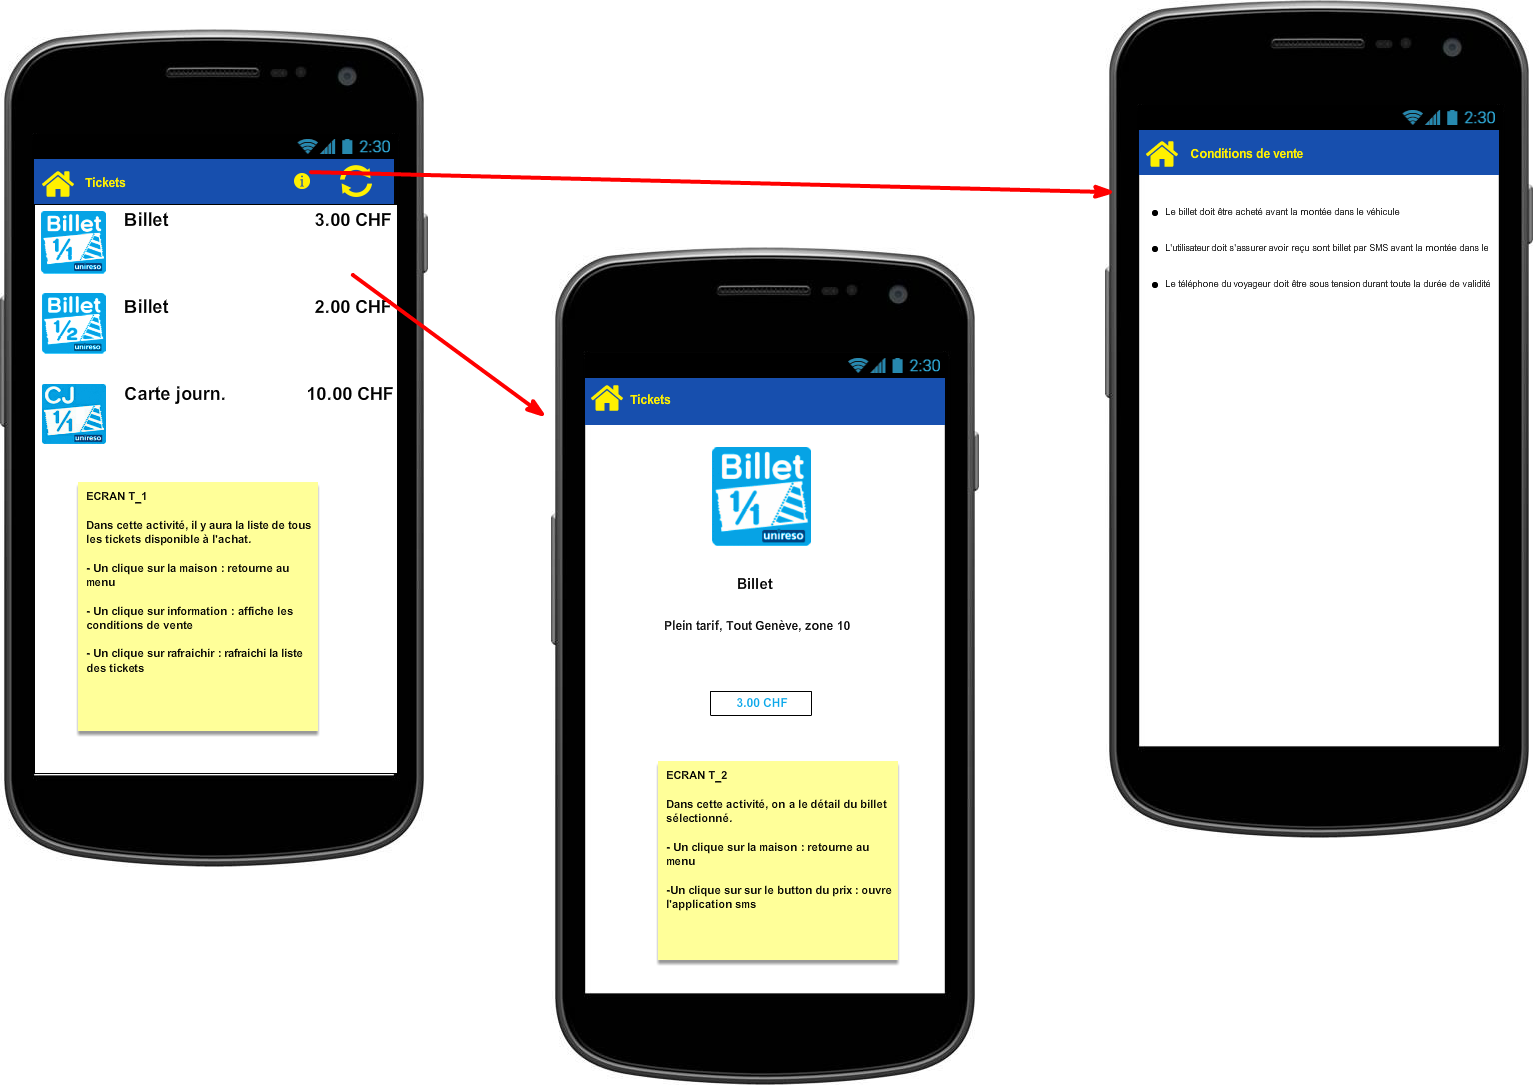 2:30
Tickets
i
Billet
1/1
unireso
Billet
3.00 CHF
Billet
1/2
unireso
Billet
2.00 CHF
CJ
1/1
unireso
Carte journ.
10.00 CHF
ECRAN T_1
Dans cette activité, il y aura la liste de tous
les tickets disponible à l'achat.
- Un clique sur la maison : retourne au
menu
- Un clique sur information : affiche les
conditions de vente
- Un clique sur rafraichir : rafraichi la liste
des tickets
2:30
Tickets
Billet
1/1
unireso
Billet
Plein tarif, Tout Genève, zone 10
3.00 CHF
ECRAN T_2
Dans cette activité, on a le détail du billet
sélectionné.
- Un clique sur la maison : retourne au
menu
-Un clique sur sur le button du prix : ouvre
l'application sms
2:30
Conditions de vente
Le billet doit être acheté avant la montée dans le véhicule
L'utilisateur doit s'assurer avoir reçu sont billet par SMS avant la montée dans le
Le téléphone du voyageur doit être sous tension durant toute la durée de validité